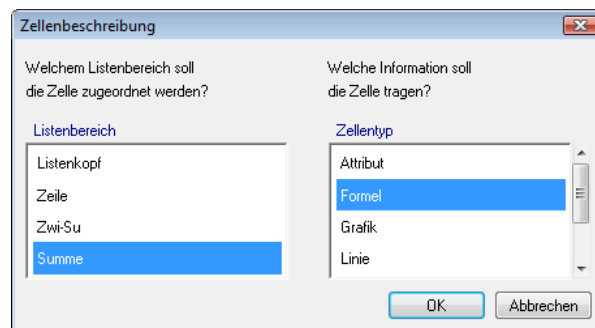 Zellenbeschreibung
Welchem Listenbereich soll
die Zelle zugeordnet werden?
Listenbereich
Listenkopf
Zeile
Zwi-Su
Summe
Welche Information soll
die Zelle tragen?
Zellentyp
Attribut
Formel
Grafik
Linie
OK
Abbrechen